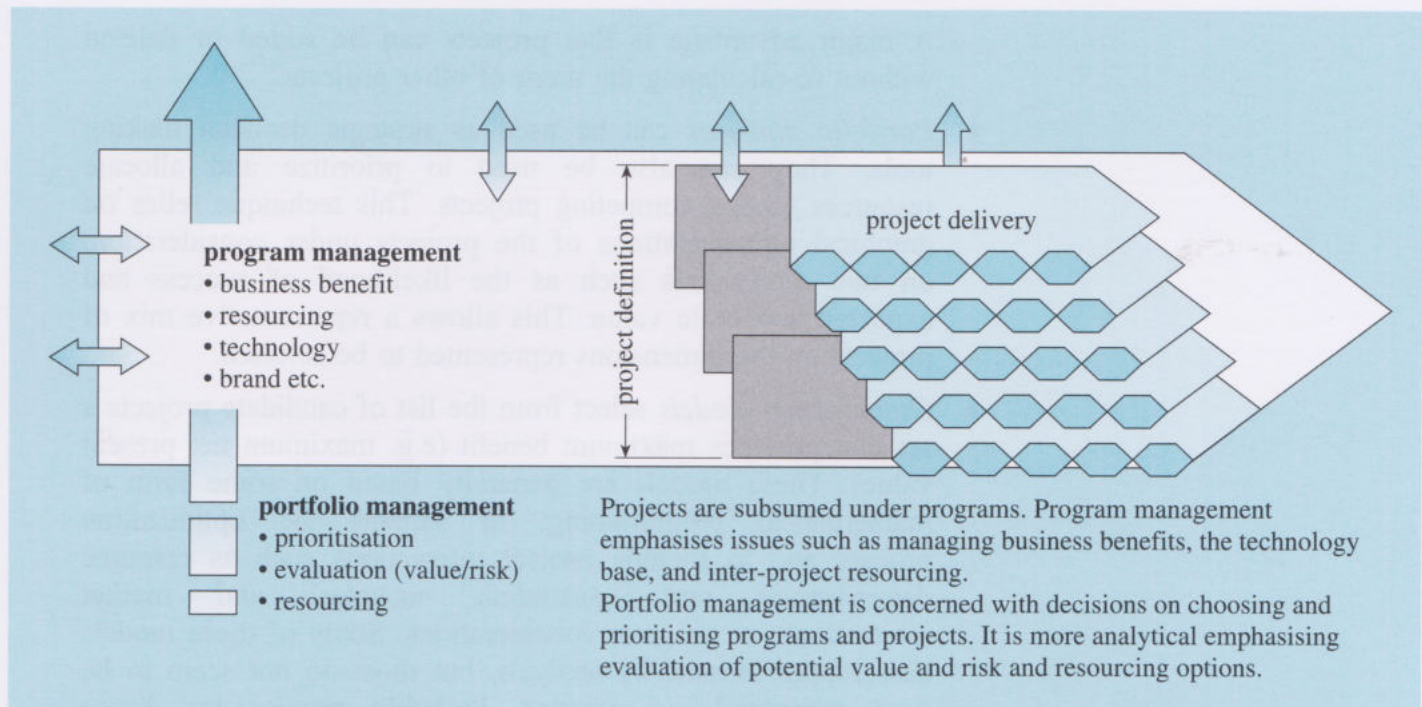 program management
• business benefit
• resourcing
• technology
• brand etc.
project definition
project delivery
portfolio management
• prioritisation
• evaluation (value/risk)
• resourcing
Projects are subsumed under programs. Program management
emphasises issues such as managing business benefits, the technology
base, and inter-project resourcing.
Portfolio management is concerned with decisions on choosing and
prioritising programs and projects. It is more analytical emphasising
evaluation of potential value and risk and resourcing options.